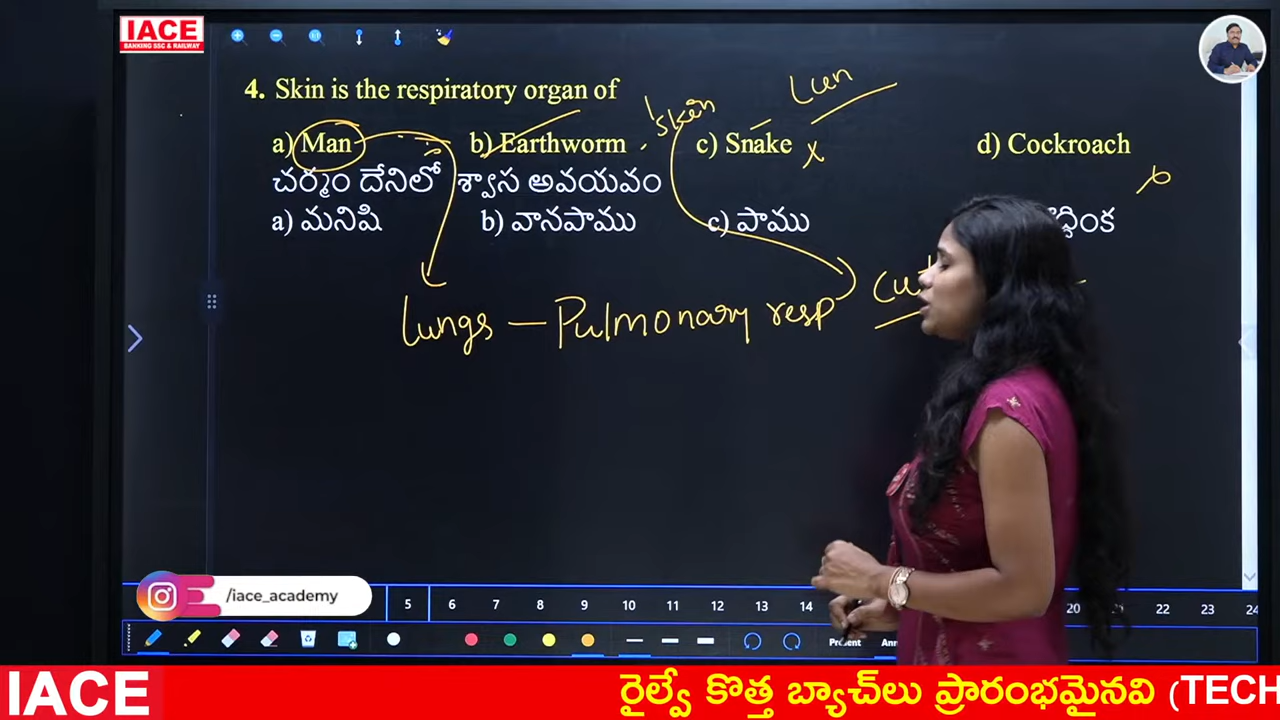 IACE
BANKING SSC & RAILWAY
4. Skin is the respiratory organ of
Lun
Skin
a) Man b) Earthworm c) Snake x d) Cockroach
చర్మం దేనిలో శ్వాస అవయవం
a) మనిషి b) వానపాము c) పాము
Lungs — Pulmonary resp
/iace_academy
5 6 7 8 9 10 11 12 13 14 20 21 22 23 24
Present
IACE
రైల్వే కొత్త బ్యాచ్‌లు ప్రారంభమైనవి (TECH